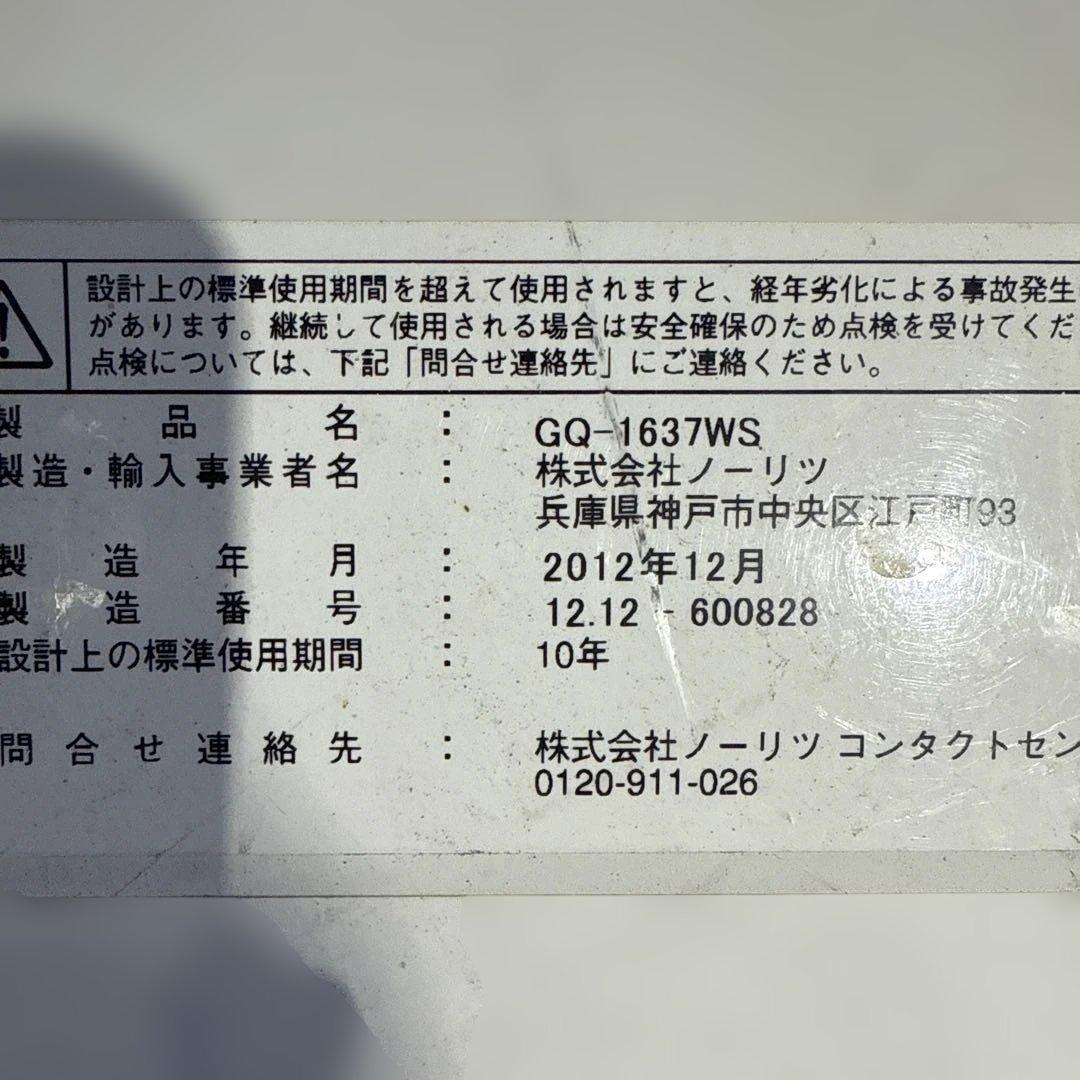 設計上の標準使用期間を超えて使用されますと、経年劣化による事故発生
があります。継続して使用される場合は安全確保のため点検を受けてくだ
点検については、下記「問合せ連絡先」にご連絡ください。
製品名 : GQ-1637WS
製造・輸入事業者名 : 株式会社ノーリツ
兵庫県神戸市中央区江戸町93
製造年月 : 2012年12月
製造番号 : 12.12 - 600828
設計上の標準使用期間 : 10年
問合せ連絡先 : 株式会社ノーリツ コンタクトセン
0120-911-026